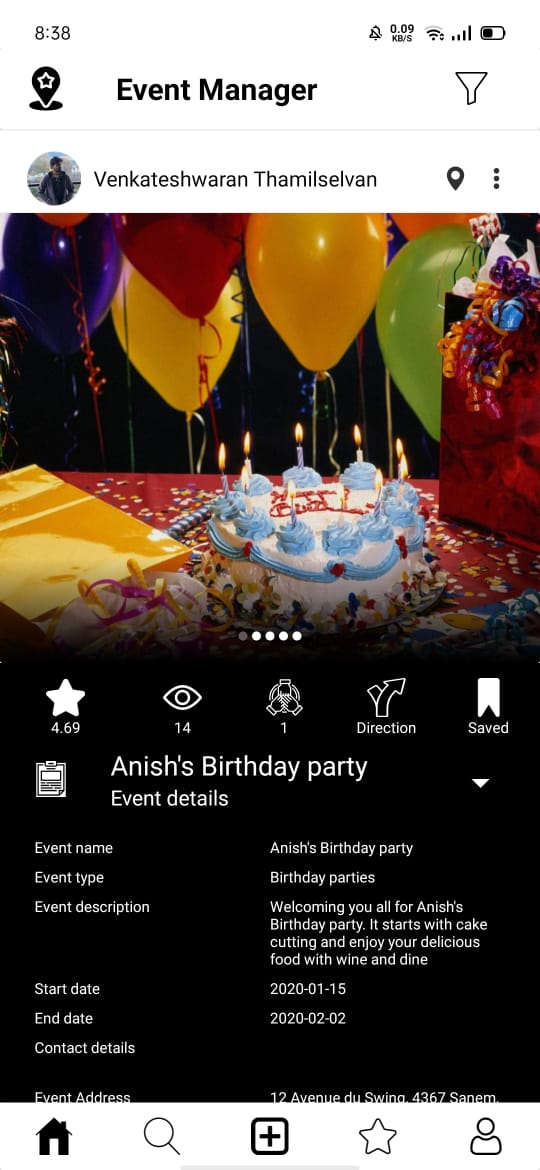 8:38
0.09
KB/S
Event Manager
Venkateshwaran Thamilselvan
4.69
14
1
Direction
Saved
Anish's Birthday party
Event details
Event name Anish's Birthday party
Event type Birthday parties
Event description Welcoming you all for Anish's
Birthday party. It starts with cake
cutting and enjoy your delicious
food with wine and dine
Start date 2020-01-15
End date 2020-02-02
Contact details
Event Address 12 Avenue du Swing, 4367 Sanem,